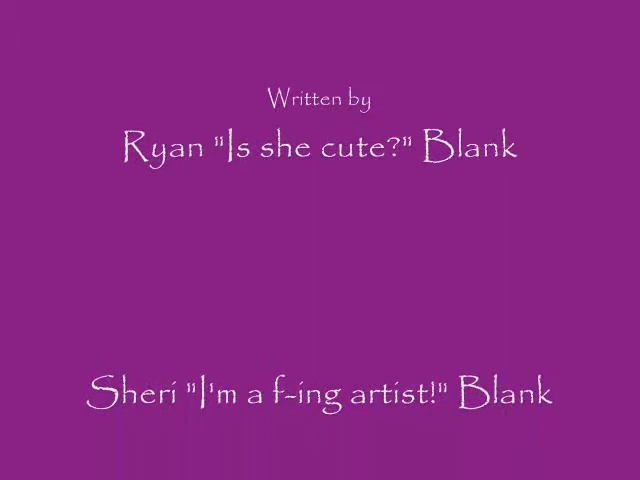 Written by
Ryan "Is she cute?" Blank
Sheri "I'm a f-ing artist!" Blank